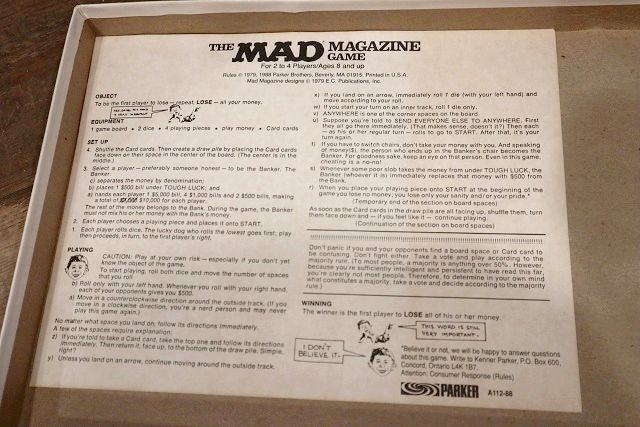 THE MAD MAGAZINE GAME
For 2 to 4 Players/Ages 8 and up
Rules © 1979, 1988 Parker Brothers, Beverly, MA 01915. Printed in U.S.A.
Mad Magazine designs © 1979 E.C. Publications, Inc.
OBJECT
To be the first player to lose — repeat, LOSE — all your money.
EQUIPMENT
1 game board • 2 dice • 4 playing pieces • play money • Card cards
SET UP
4. Shuffle the Card cards. Then create a draw pile by placing the Card cards
face down on their space in the center of the board. (The center is in the
middle.)
3. Select a player — preferably someone honest — to be the Banker. The
Banker:
c) separates the money by denomination;
b) places 1 $500 bill under TOUGH LUCK; and
a) hands each player 1 $5,000 bill, 4 $1,000 bills and 2 $500 bills, making
a total of $10,000 for each player.
The rest of the money belongs to the Bank. During the game, the Banker
must not mix his or her money with the Bank's money.
2. Each player chooses a playing piece and places it onto START.
1. Each player rolls dice. The lucky dog who rolls the lowest goes first; play
then proceeds, in turn, to the first player's right.
PLAYING
CAUTION: Play at your own risk — especially if you don't yet
know the object of the game.
To start playing, roll both dice and move the number of spaces
that you roll
b) Roll only with your left hand. Whenever you roll with your right hand,
each of your opponents gives you $500.
a) Move in a counterclockwise direction around the outside track. (If you
move in a clockwise direction, you're a nerd person and may never
play this game again.)
No matter what space you land on, follow its directions immediately.
A few of the spaces require explanation:
z) If you're told to take a Card card, take the top one and follow its directions
immediately. Then return it, face up, to the bottom of the draw pile. Simple,
right?
y) Unless you land on an arrow, continue moving around the outside track.
x) If you land on an arrow, immediately roll 1 die (with your left hand) and
move according to your roll.
w) If you start your turn on an inner track, roll 1 die only.
v) ANYWHERE is one of the corner spaces on the board.
u) Suppose you're told to SEND EVERYONE ELSE TO ANYWHERE. First
they all go there immediately. (That makes sense, doesn't it?) Then each
— as his or her regular turn — rolls to go to START. After that, it's your
turn again.
t) If you have to switch chairs, don't take your money with you. And speaking
of money($), the person who ends up in the Banker's chair becomes the
Banker. For goodness sake, keep an eye on that person. Even in this game,
cheating is a no-no!
s) Whenever some poor slob takes the money from under TOUGH LUCK, the
Banker (whoever it is) immediately replaces that money with $500 from
the Bank.
r) When you place your playing piece onto START at the beginning of the
game you lose no money; you lose only your sanity and/or your pride.*
(Temporary end of the section on board spaces)
As soon as the Card cards in the draw pile are all facing up, shuffle them, turn
them face down and — if you feel like it — continue playing.
(Continuation of the section on board spaces)
Don't panic if you and your opponents find a board space or Card card to
be confusing. Don't fight either. Take a vote and play according to the
majority rule. (To most people, a majority is anything over 50%. However,
because you're sufficiently intelligent and persistent to have read this far,
you're clearly not most people. Therefore, to determine in your own mind
what constitutes a majority, take a vote and decide according to the majority
rule.)
WINNING
The winner is the first player to LOSE all of his or her money.
THIS WORD IS STILL
VERY IMPORTANT.
I DON'T
BELIEVE IT.
*Believe it or not, we will be happy to answer questions
about this game. Write to Kenner Parker, P.O. Box 600,
Concord, Ontario L4K 1B7.
Attention: Consumer Response (Rules)
PARKER A112-88